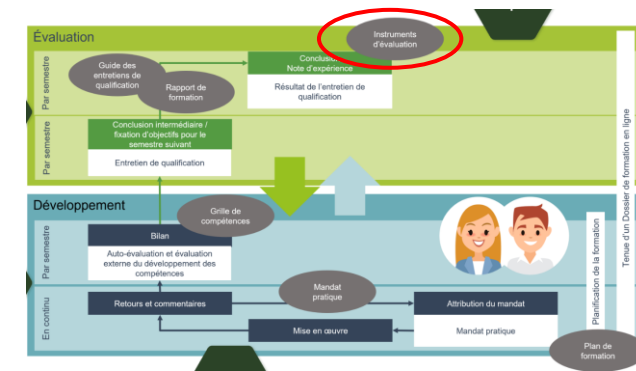 Évaluation
Instruments
d'évaluation
Par semestre
Guide des
entretiens de
qualification
Rapport de
formation
Conclusion
Note d'expérience
Résultat de l'entretien de
qualification
Par semestre
Conclusion intermédiaire /
fixation d'objectifs pour le
semestre suivant
Entretien de qualification
Développement
Grille de
compétences
Par semestre
Bilan
Auto-évaluation et évaluation
externe du développement des
compétences
En continu
Retours et commentaires
Mandat
pratique
Attribution du mandat
Mise en œuvre
Mandat pratique
Planification de la formation
Plan de
formation
Tenue d'un Dossier de formation en ligne